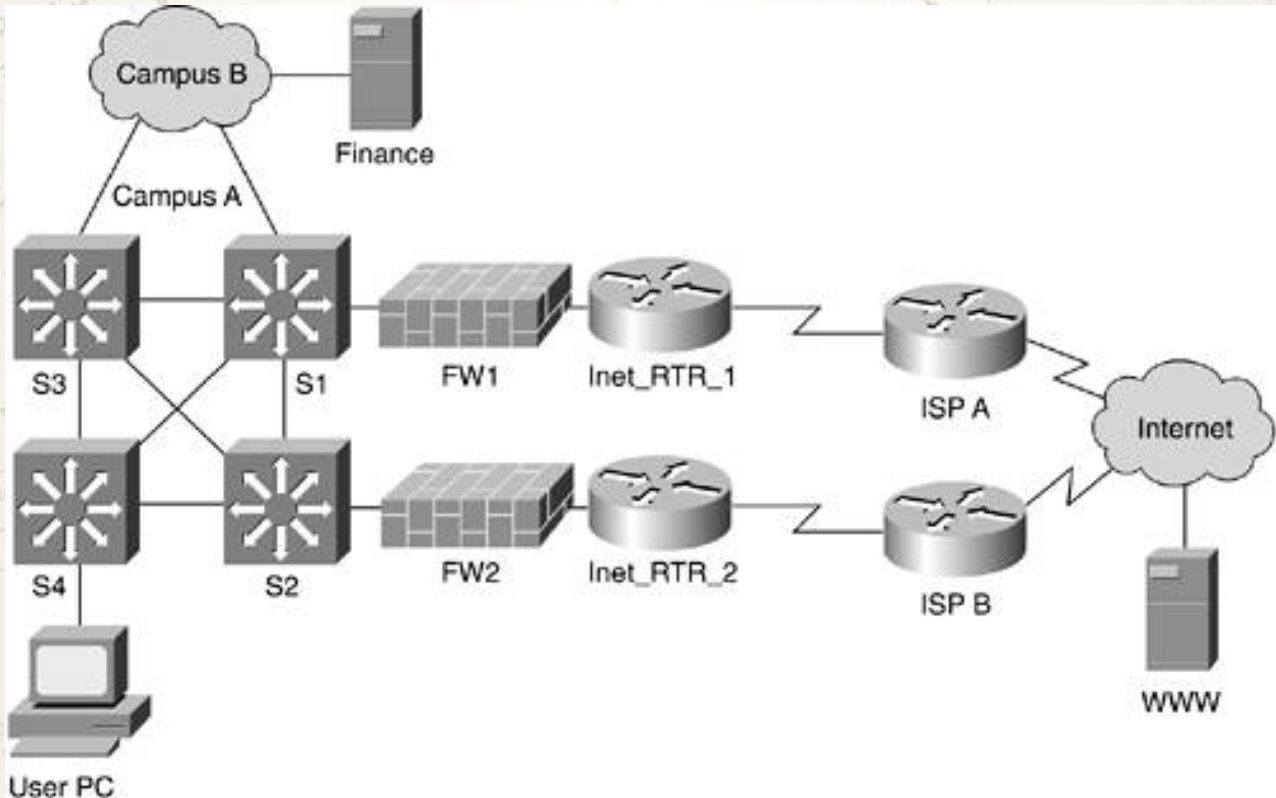 Campus B
Finance
Campus A
S3
S1
FW1
Inet_RTR_1
ISP A
Internet
S4
S2
FW2
Inet_RTR_2
ISP B
WWW
User PC